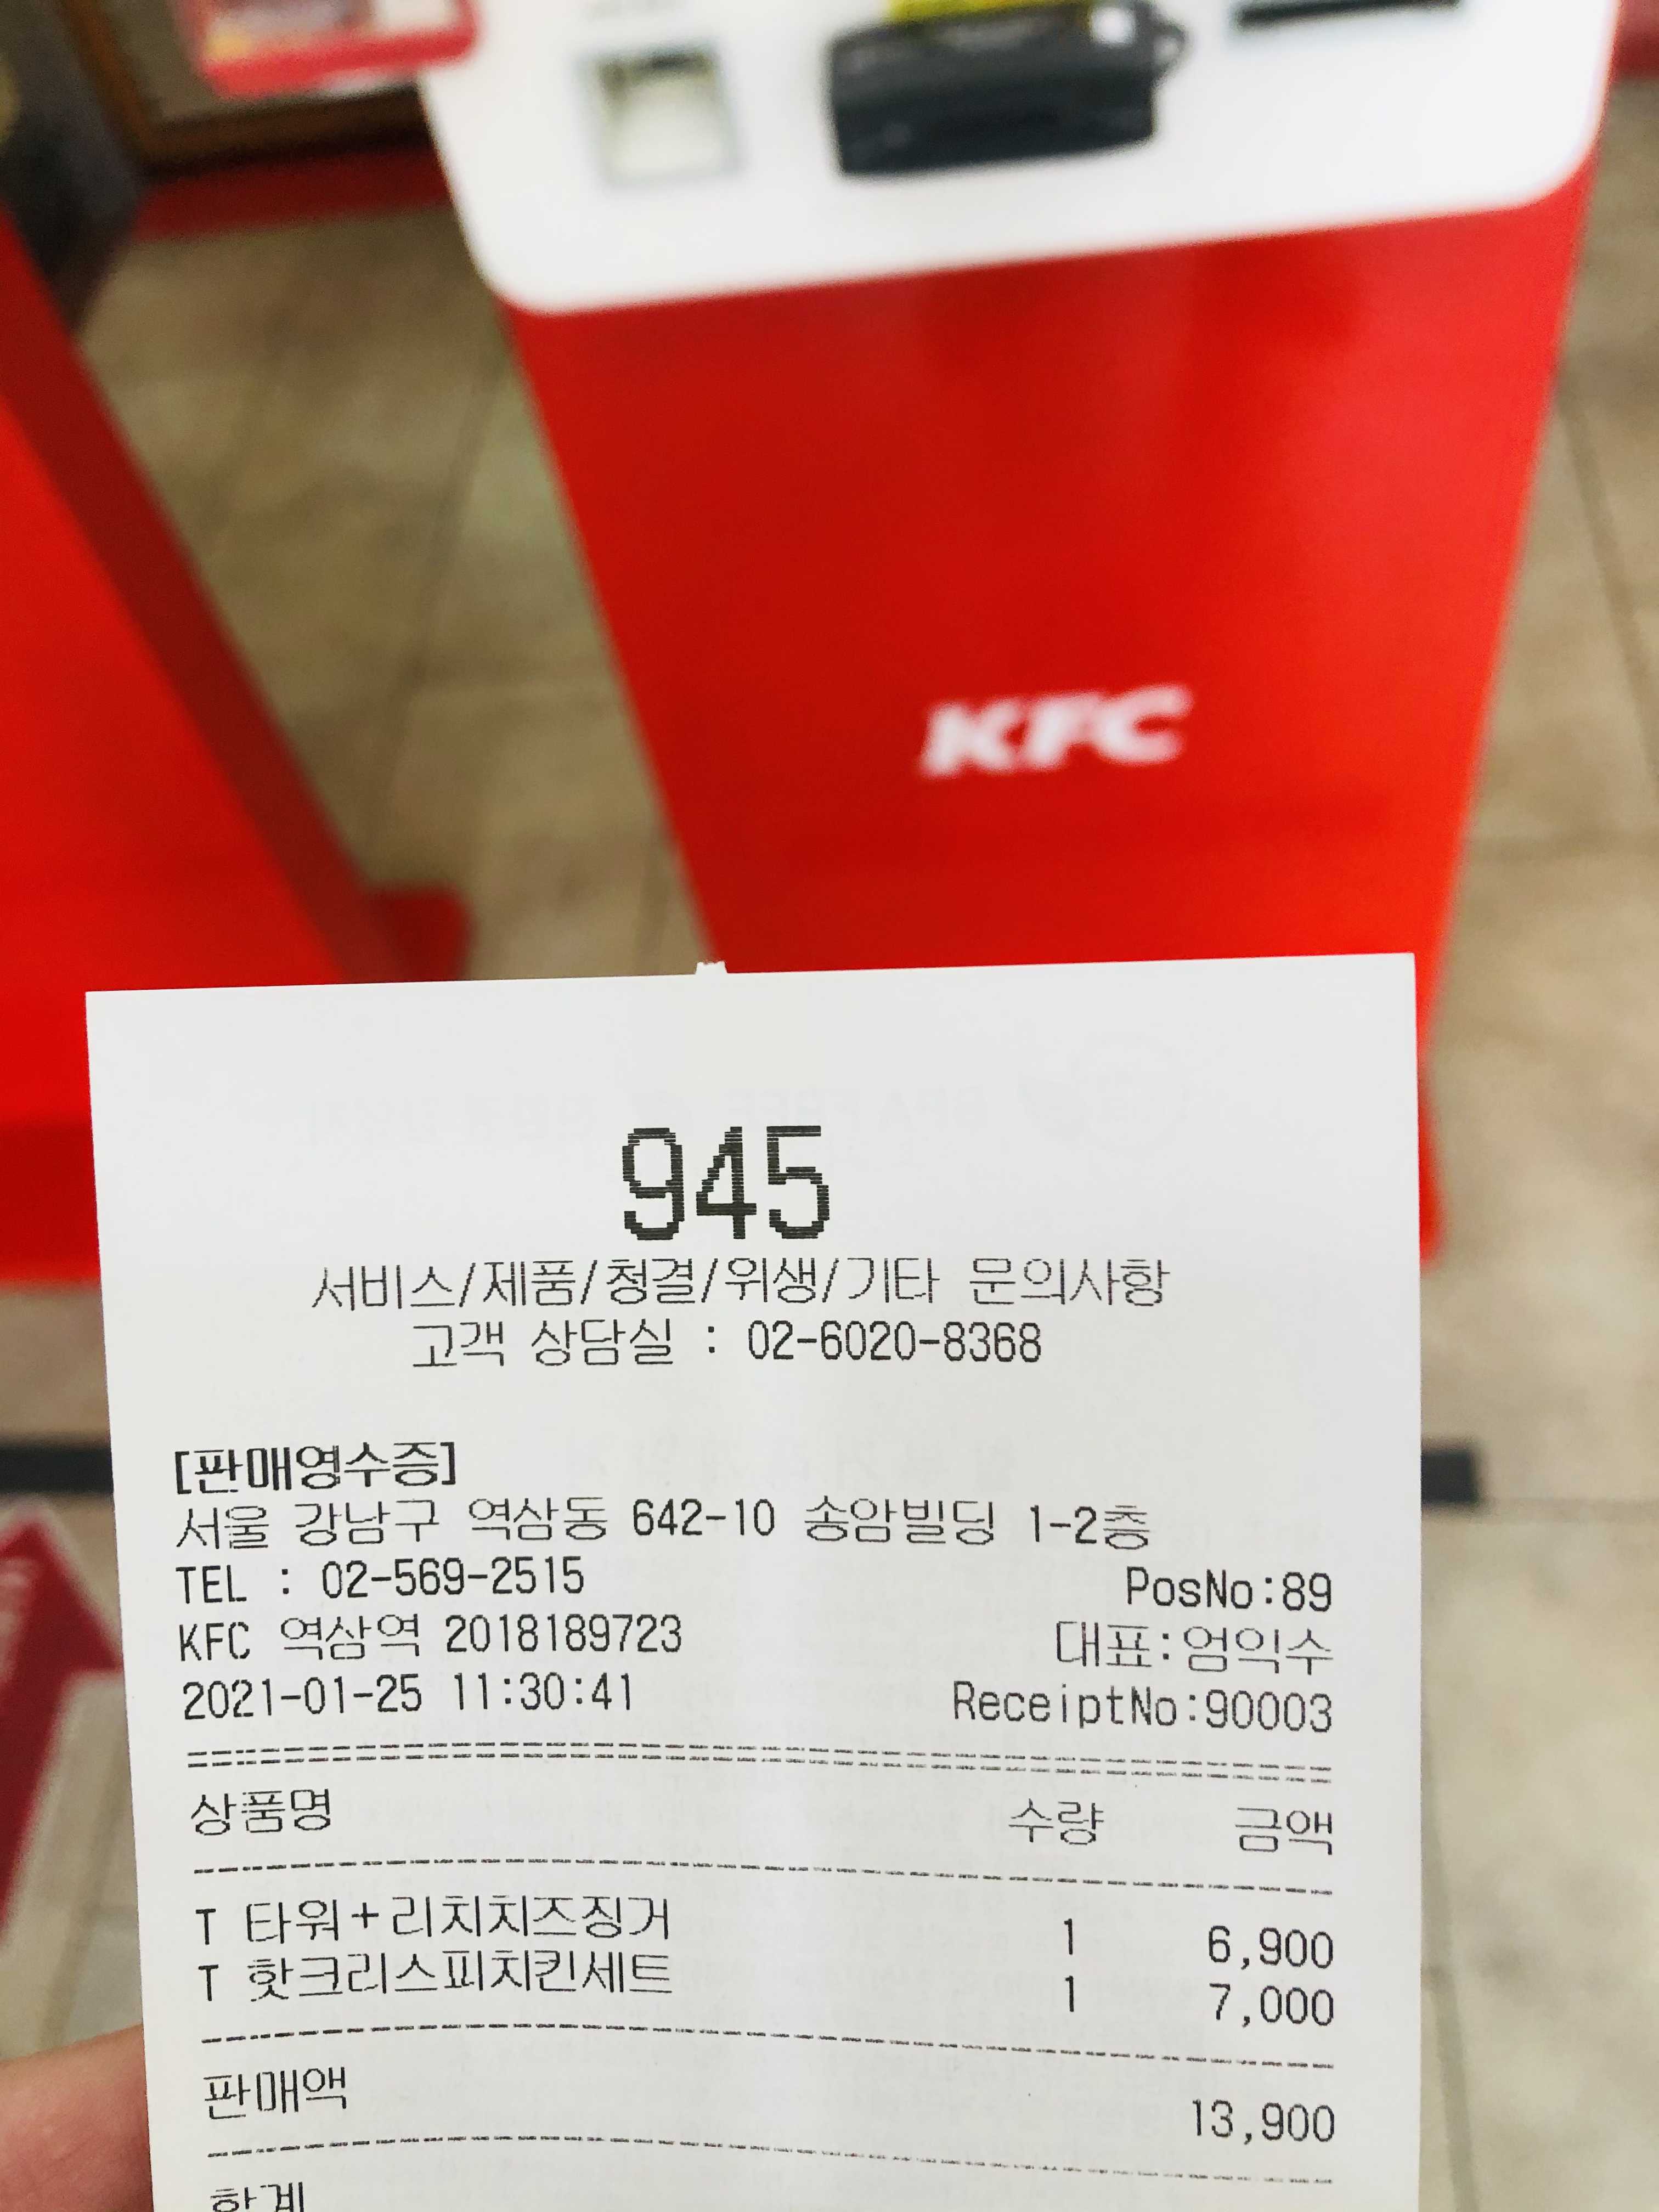 KFC
945
서비스/제품/청결/위생/기타 문의사항
고객 상담실 : 02-6020-8368
[판매영수증]
서울 강남구 역삼동 642-10 송암빌딩 1-2층
TEL : 02-569-2515 PosNo:89
KFC 역삼역 2018189723 대표:엄익수
2021-01-25 11:30:41 ReceiptNo:90003
상품명 수량 금액
T 타워+리치치즈징거 1 6,900
T 핫크리스피치킨세트 1 7,000
판매액 13,900
합계